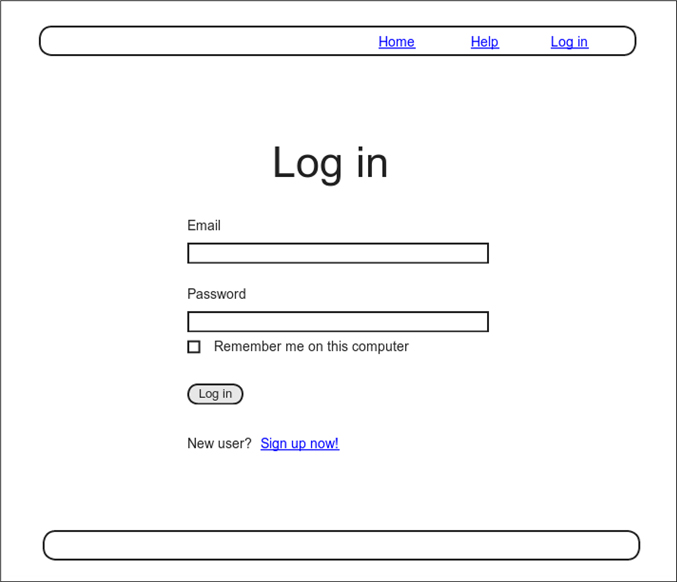 Home Help Log in
Log in
Email
Password
Remember me on this computer
Log in
New user? Sign up now!